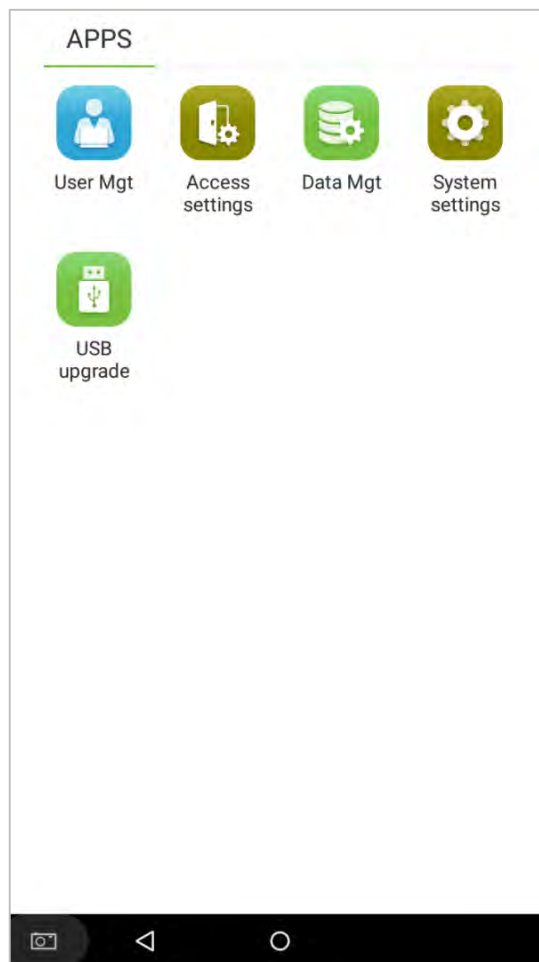 APPS
User Mgt
Access
settings
Data Mgt
System
settings
USB
upgrade